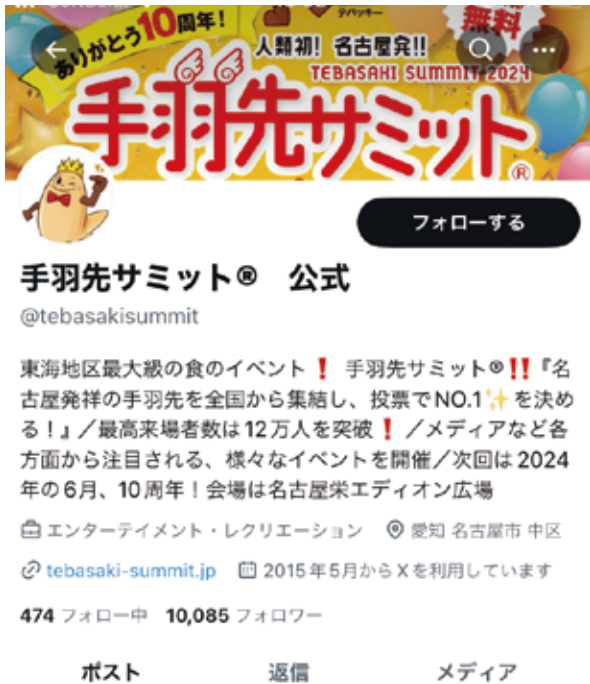 テバッキー
無料
ありがとう10周年!
人類初! 名古屋発!!
TEBASAKI SUMMIT 2024
手羽先サミット®
フォローする
手羽先サミット® 公式
@tebasakisummit
東海地区最大級の食のイベント❗ 手羽先サミット®‼️『名
古屋発祥の手羽先を全国から集結し、投票でNO.1✨を決め
る!』／最高来場者数は12万人を突破❗／メディアなど各
方面から注目される、様々なイベントを開催／次回は2024
年の6月、10周年!会場は名古屋栄エディオン広場
エンターテイメント・レクリエーション 愛知 名古屋市 中区
tebasaki-summit.jp 2015年5月からXを利用しています
474 フォロー中 10,085 フォロワー
ポスト 返信 メディア